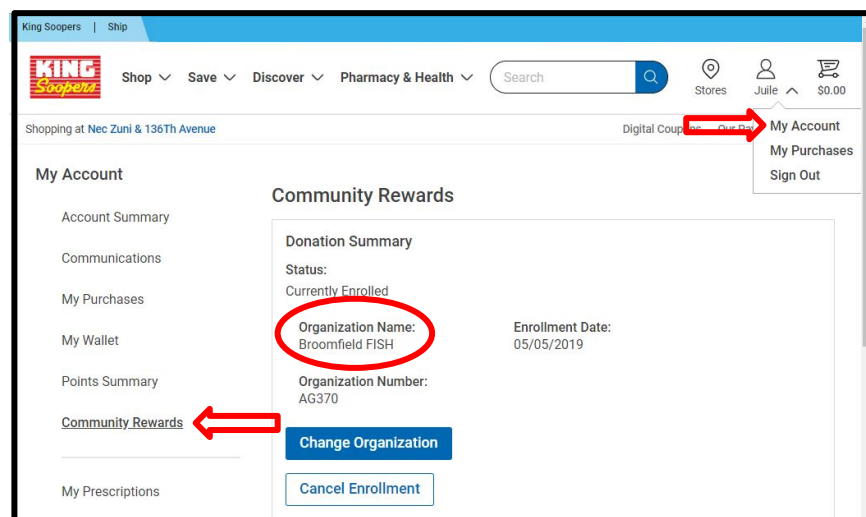 King Soopers | Ship
KING
Soopers
Shop Save Discover Pharmacy & Health Search Stores Juile $0.00
Shopping at Nec Zuni & 136Th Avenue Digital Coupons Our
My Account
My Purchases
Sign Out
My Account
Account Summary
Communications
My Purchases
My Wallet
Points Summary
Community Rewards
My Prescriptions
Community Rewards
Donation Summary
Status:
Currently Enrolled
Organization Name:
Broomfield FISH
Enrollment Date:
05/05/2019
Organization Number:
AG370
Change Organization
Cancel Enrollment